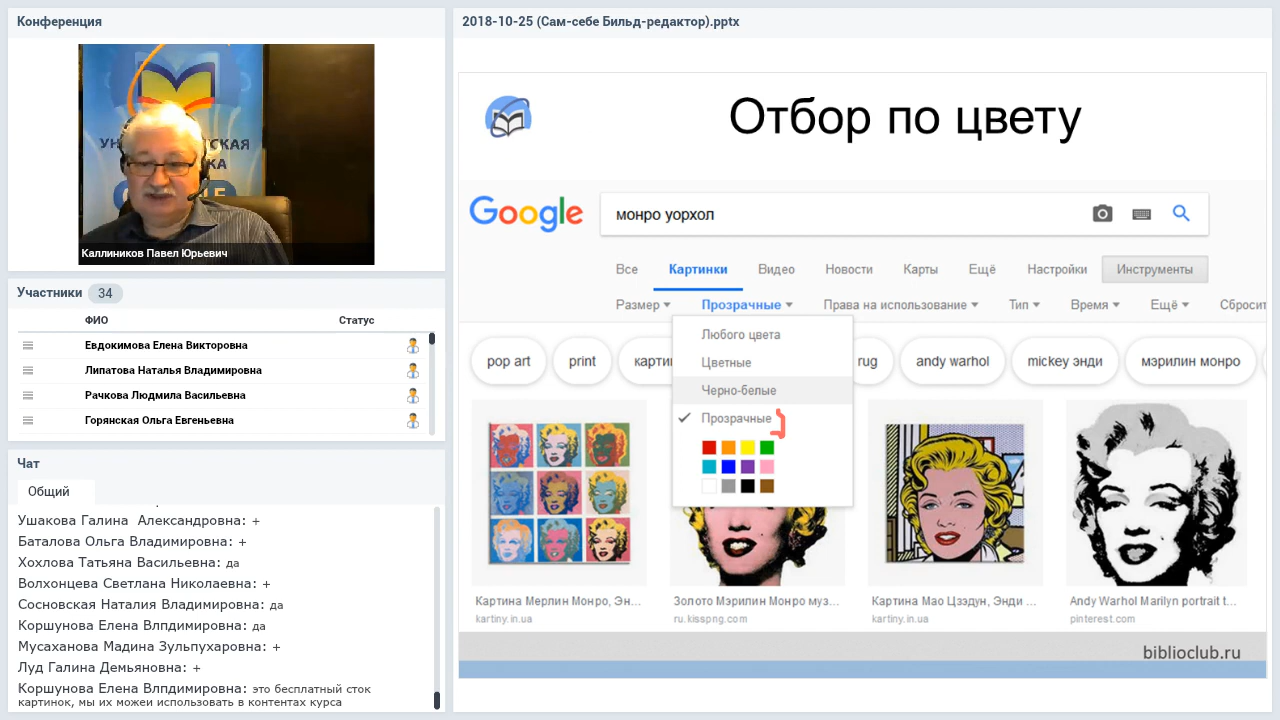 Конференция
УН
СКАЯ
КА
Каллиников Павел Юрьевич
Участники 34
ФИО Статус
Евдокимова Елена Викторовна
Липатова Наталья Владимировна
Рачкова Людмила Васильевна
Горянская Ольга Евгеньевна
Чат
Общий
Ушакова Галина Александровна: +
Баталова Ольга Владимировна: +
Хохлова Татьяна Васильевна: да
Волхонцева Светлана Николаевна: +
Сосновская Наталия Владимировна: да
Коршунова Елена Влпдимировна: да
Мусаханова Мадина Зульпухаровна: +
Луд Галина Демьяновна: +
Коршунова Елена Влпдимировна: это бесплатный сток
картинок, мы их можеи использовать в контентах курса
2018-10-25 (Сам-себе Бильд-редактор).pptx
Отбор по цвету
Google монро уорхол
Все Картинки Видео Новости Карты Ещё Настройки Инструменты
Размер Прозрачные Права на использование Тип Время Ещё Сбросит
Любого цвета
Цветные
Черно-белые
Прозрачные
pop art print карти rug andy warhol mickey энди мэрилин монро
Картина Мерлин Монро, Эн... Золото Мэрилин Монро муз... Картина Мао Цзэдун, Энди ... Andy Warhol Marilyn portrait t...
kartiny.in.ua ru.kisspng.com kartiny.in.ua pinterest.com
biblioclub.ru